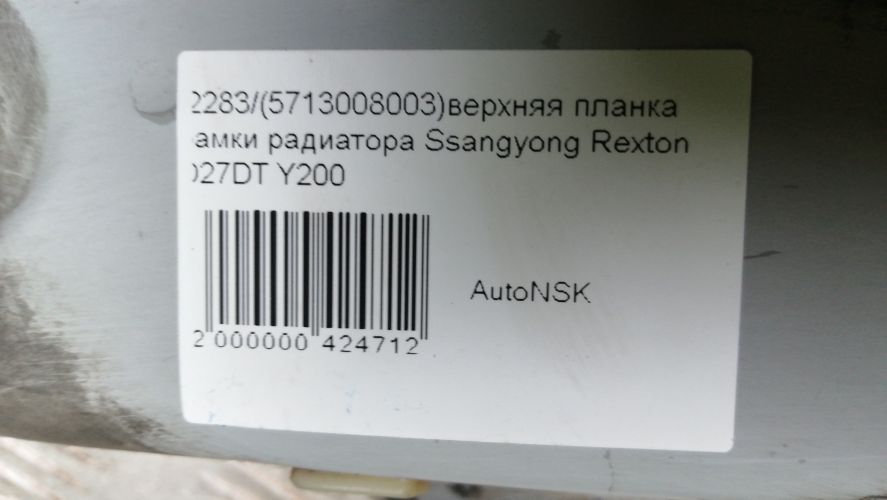 2283/(5713008003)верхняя планка
амки радиатора Ssangyong Rexton
27DT Y200
AutoNSK
2 000000 424712